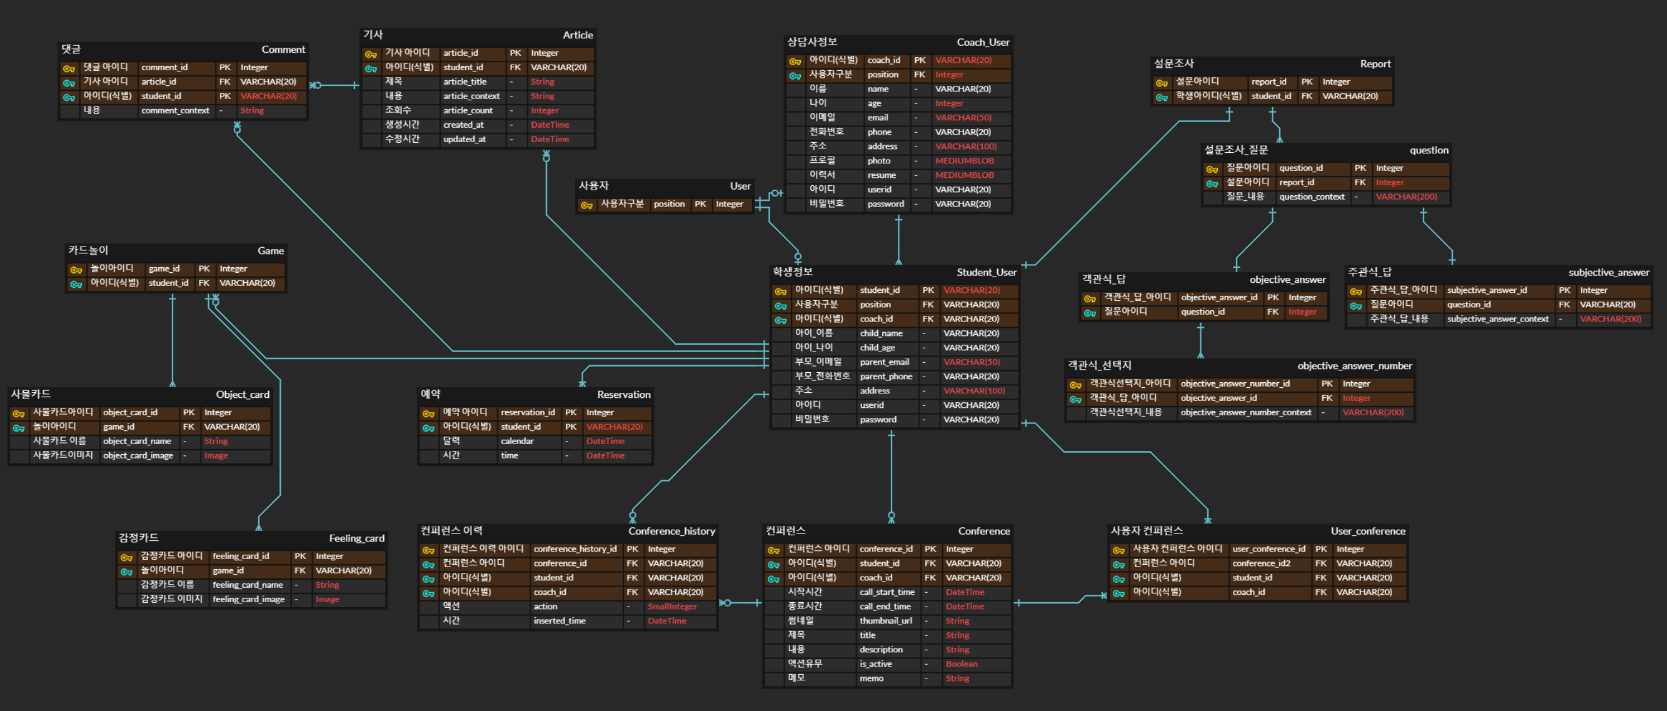 댓글 Comment
댓글 아이디 comment_id PK Integer
기사 아이디 article_id FK VARCHAR(20)
아이디(식별) student_id PK VARCHAR(20)
내용 comment_context - String
기사 Article
기사 아이디 article_id PK Integer
아이디(식별) student_id FK VARCHAR(20)
제목 article_title - String
내용 article_context - String
조회수 article_count - Integer
생성시간 created_at - DateTime
수정시간 updated_at - DateTime
상담사정보 Coach_User
아이디(식별) coach_id PK VARCHAR(20)
사용자구분 position FK Integer
이름 name - VARCHAR(20)
나이 age - Integer
이메일 email - VARCHAR(50)
전화번호 phone - VARCHAR(20)
주소 address - VARCHAR(100)
프로필 photo - MEDIUMBLOB
이력서 resume - MEDIUMBLOB
아이디 userid - VARCHAR(20)
비밀번호 password - VARCHAR(20)
설문조사 Report
설문아이디 report_id PK Integer
학생아이디(식별) student_id FK VARCHAR(20)
설문조사_질문 question
질문아이디 question_id PK Integer
설문아이디 report_id FK Integer
질문_내용 question_context - VARCHAR(200)
사용자 User
사용자구분 position PK Integer
카드놀이 Game
놀이아이디 game_id PK Integer
아이디(식별) student_id FK VARCHAR(20)
학생정보 Student_User
아이디(식별) student_id PK VARCHAR(20)
사용자구분 position FK VARCHAR(20)
아이디(식별) coach_id FK VARCHAR(20)
아이_이름 child_name - VARCHAR(20)
아이_나이 child_age - VARCHAR(20)
부모_이메일 parent_email - VARCHAR(50)
부모_전화번호 parent_phone - VARCHAR(20)
주소 address - VARCHAR(100)
아이디 userid - VARCHAR(20)
비밀번호 password - VARCHAR(20)
객관식_답 objective_answer
객관식_답_아이디 objective_answer_id PK Integer
질문아이디 question_id FK Integer
주관식_답 subjective_answer
주관식_답_아이디 subjective_answer_id PK Integer
질문아이디 question_id FK VARCHAR(20)
주관식_답_내용 subjective_answer_context - VARCHAR(200)
객관식_선택지 objective_answer_number
객관식선택지_아이디 objective_answer_number_id PK Integer
객관식_답_아이디 objective_answer_id FK Integer
객관식선택지_내용 objective_answer_number_context - VARCHAR(200)
사물카드 Object_card
사물카드아이디 object_card_id PK Integer
놀이아이디 game_id FK VARCHAR(20)
사물카드 이름 object_card_name - String
사물카드이미지 object_card_image - Image
예약 Reservation
예약 아이디 reservation_id PK Integer
아이디(식별) student_id PK VARCHAR(20)
달력 calendar - DateTime
시간 time - DateTime
감정카드 Feeling_card
감정카드 아이디 feeling_card_id PK Integer
놀이아이디 game_id FK VARCHAR(20)
감정카드 이름 feeling_card_name - String
감정카드 이미지 feeling_card_image - Image
컨퍼런스 이력 Conference_history
컨퍼런스 이력 아이디 conference_history_id PK Integer
컨퍼런스 아이디 conference_id FK VARCHAR(20)
아이디(식별) student_id FK VARCHAR(20)
아이디(식별) coach_id FK VARCHAR(20)
액션 action - SmallInteger
시간 inserted_time - DateTime
컨퍼런스 Conference
컨퍼런스 아이디 conference_id PK Integer
아이디(식별) student_id FK VARCHAR(20)
아이디(식별) coach_id FK VARCHAR(20)
시작시간 call_start_time - DateTime
종료시간 call_end_time - DateTime
썸네일 thumbnail_url - String
제목 title - String
내용 description - String
액션유무 is_active - Boolean
메모 memo - String
사용자 컨퍼런스 User_conference
사용자 컨퍼런스 아이디 user_conference_id PK Integer
컨퍼런스 아이디 conference_id2 FK VARCHAR(20)
아이디(식별) student_id FK VARCHAR(20)
아이디(식별) coach_id FK VARCHAR(20)